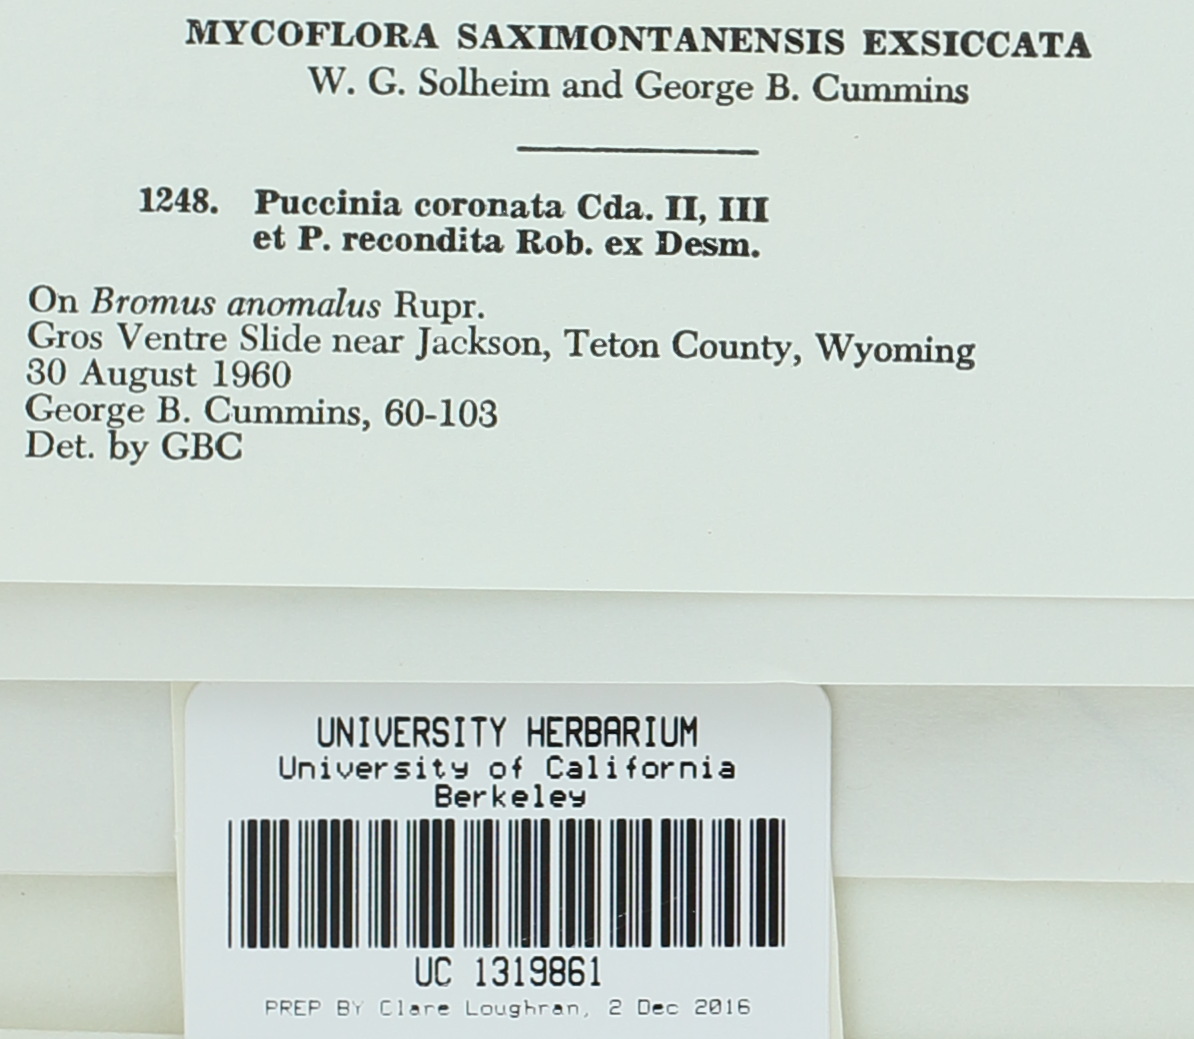 MYCOFLORA SAXIMONTANENSIS EXSICCATA
W. G. Solheim and George B. Cummins
1248. Puccinia coronata Cda. II, III
et P. recondita Rob. ex Desm.
On Bromus anomalus Rupr.
Gros Ventre Slide near Jackson, Teton County, Wyoming
30 August 1960
George B. Cummins, 60-103
Det. by GBC
UNIVERSITY HERBARIUM
University of California
Berkeley
UC 1319861
PREP BY Clare Loughran, 2 Dec 2016